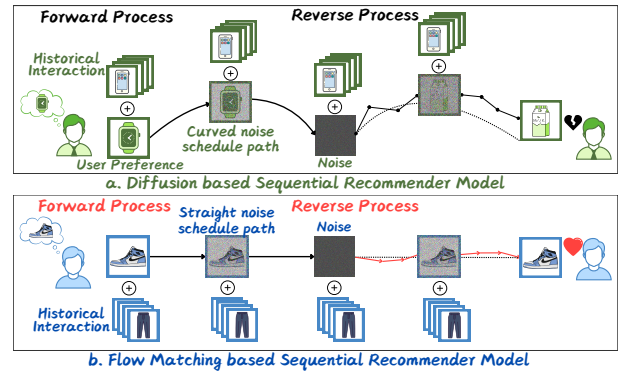 Forward Process
Reverse Process
Historical
Interaction
Curved noise
schedule path
User Preference
Noise
a. Diffusion based Sequential Recommender Model
Forward Process
Straight noise
schedule path
Reverse Process
Noise
Historical
Interaction
b. Flow Matching based Sequential Recommender Model